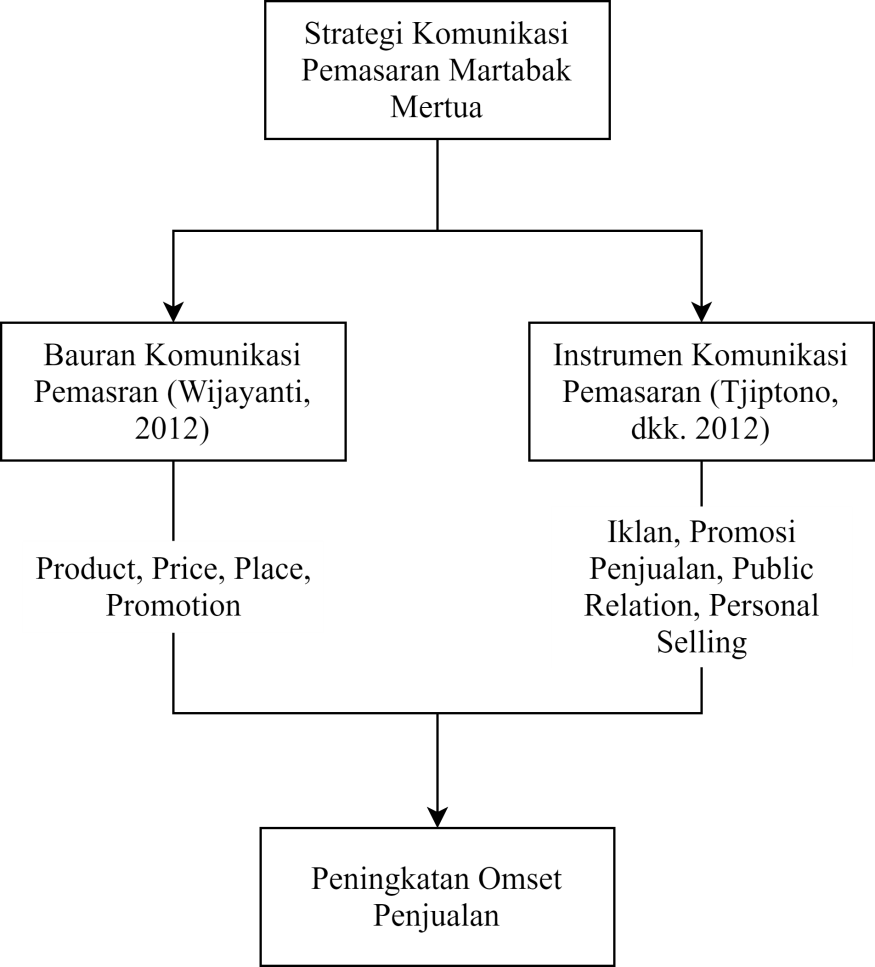 Strategi Komunikasi
Pemasaran Martabak
Mertua
Bauran Komunikasi
Pemasran (Wijayanti,
2012)
Instrumen Komunikasi
Pemasaran (Tjiptono,
dkk. 2012)
Product, Price, Place,
Promotion
Iklan, Promosi
Penjualan, Public
Relation, Personal
Selling
Peningkatan Omset
Penjualan